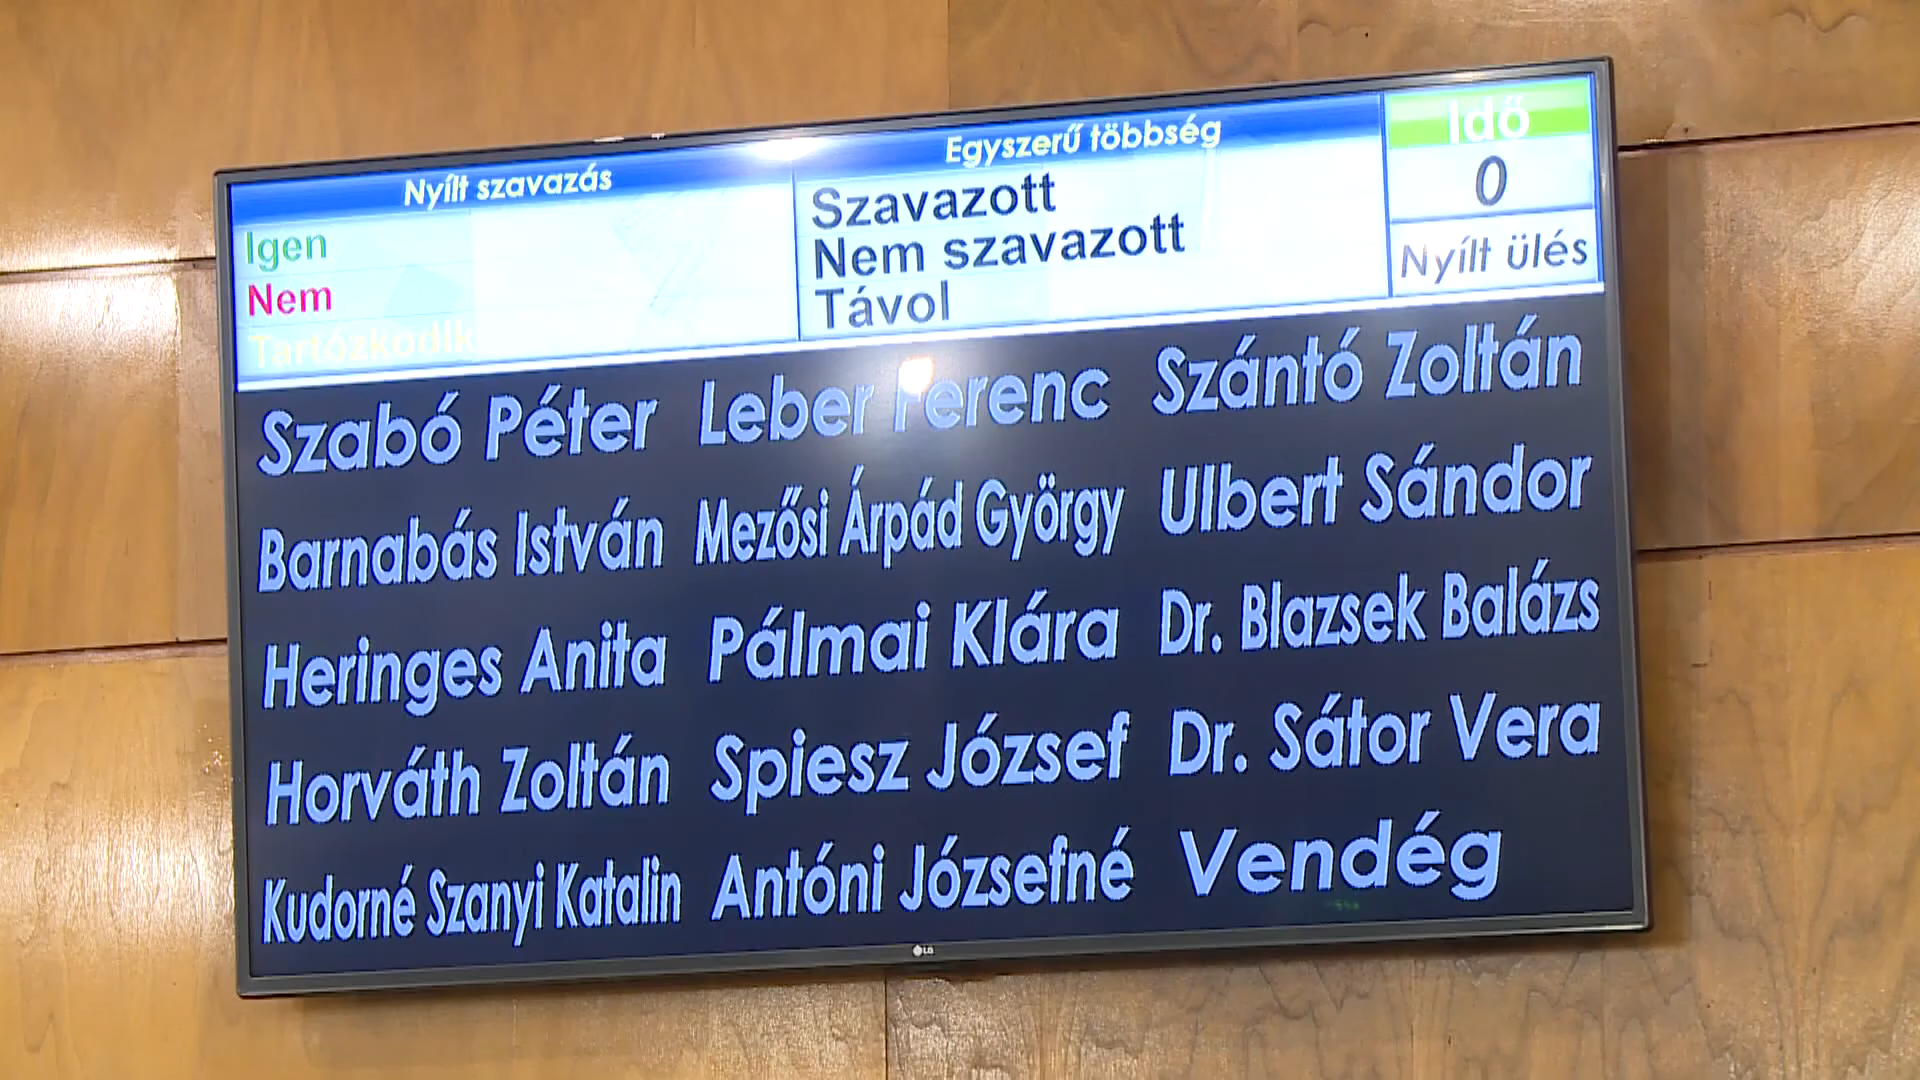 Nyílt szavazás
Igen
Nem
Tartózkodik
Egyszerű többség
Szavazott
Nem szavazott
Távol
Idő
0
Nyílt ülés
Szabó Péter Leber Ferenc Szántó Zoltán
Barnabás István Mezősi Árpád György Ulbert Sándor
Heringes Anita Pálmai Klára Dr. Blazsek Balázs
Horváth Zoltán Spiesz József Dr. Sátor Vera
Kudorné Szanyi Katalin Antóni Józsefné Vendég
LG